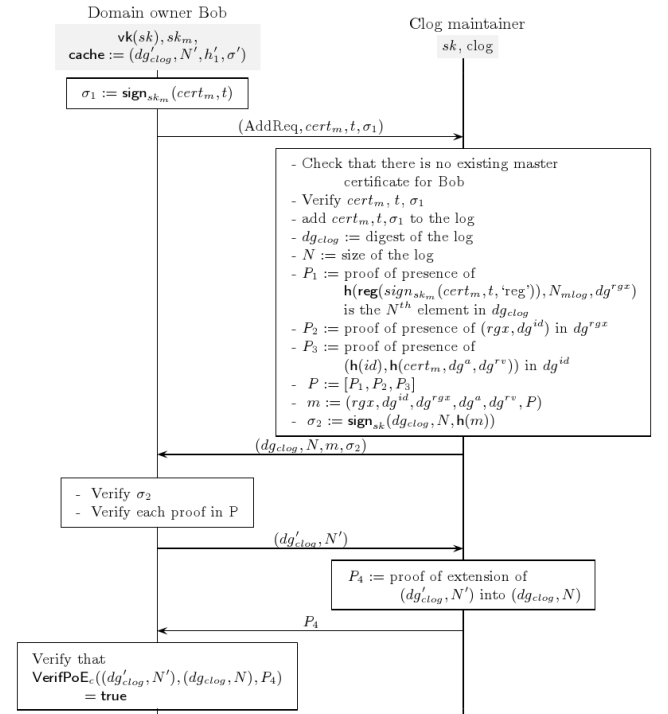 Domain owner Bob
vk(sk), sk_m,
cache := (dg'_clog, N', h'_1, σ')
Clog maintainer
sk, clog
σ_1 := sign_sk_m(cert_m, t)
(AddReq, cert_m, t, σ_1)
- Check that there is no existing master
certificate for Bob
- Verify cert_m, t, σ_1
- add cert_m, t, σ_1 to the log
- dg_clog := digest of the log
- N := size of the log
- P_1 := proof of presence of
h(reg(sign_sk_m(cert_m, t, ‘reg’)), N_mlog, dg^rgx)
is the N^th element in dg_clog
- P_2 := proof of presence of (rgx, dg^id) in dg^rgx
- P_3 := proof of presence of
(h(id), h(cert_m, dg^a, dg^rv)) in dg^id
- P := [P_1, P_2, P_3]
- m := (rgx, dg^id, dg^rgx, dg^a, dg^rv, P)
- σ_2 := sign_sk(dg_clog, N, h(m))
(dg_clog, N, m, σ_2)
- Verify σ_2
- Verify each proof in P
(dg'_clog, N')
P_4 := proof of extension of
(dg'_clog, N') into (dg_clog, N)
P_4
Verify that
VerifPoE_c((dg'_clog, N'), (dg_clog, N), P_4)
= true